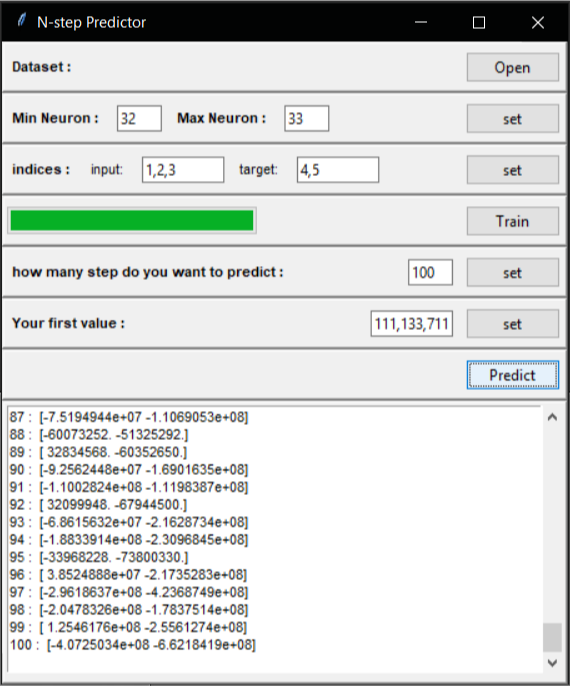 N-step Predictor
Dataset : Open
Min Neuron : 32 Max Neuron : 33 set
indices : input: 1,2,3 target: 4,5 set
Train
how many step do you want to predict : 100 set
Your first value : 111,133,711 set
Predict
87 : [-7.5194944e+07 -1.1069053e+08]
88 : [-60073252. -51325292.]
89 : [ 32834568. -60352650.]
90 : [-9.2562448e+07 -1.6901635e+08]
91 : [-1.1002824e+08 -1.1198387e+08]
92 : [ 32099948. -67944500.]
93 : [-6.8615632e+07 -2.1628734e+08]
94 : [-1.8833914e+08 -2.3096845e+08]
95 : [-33968228. -73800330.]
96 : [ 3.8524888e+07 -2.1735283e+08]
97 : [-2.9618637e+08 -4.2368749e+08]
98 : [-2.0478326e+08 -1.7837514e+08]
99 : [ 1.2546176e+08 -2.5561274e+08]
100 : [-4.0725034e+08 -6.6218419e+08]